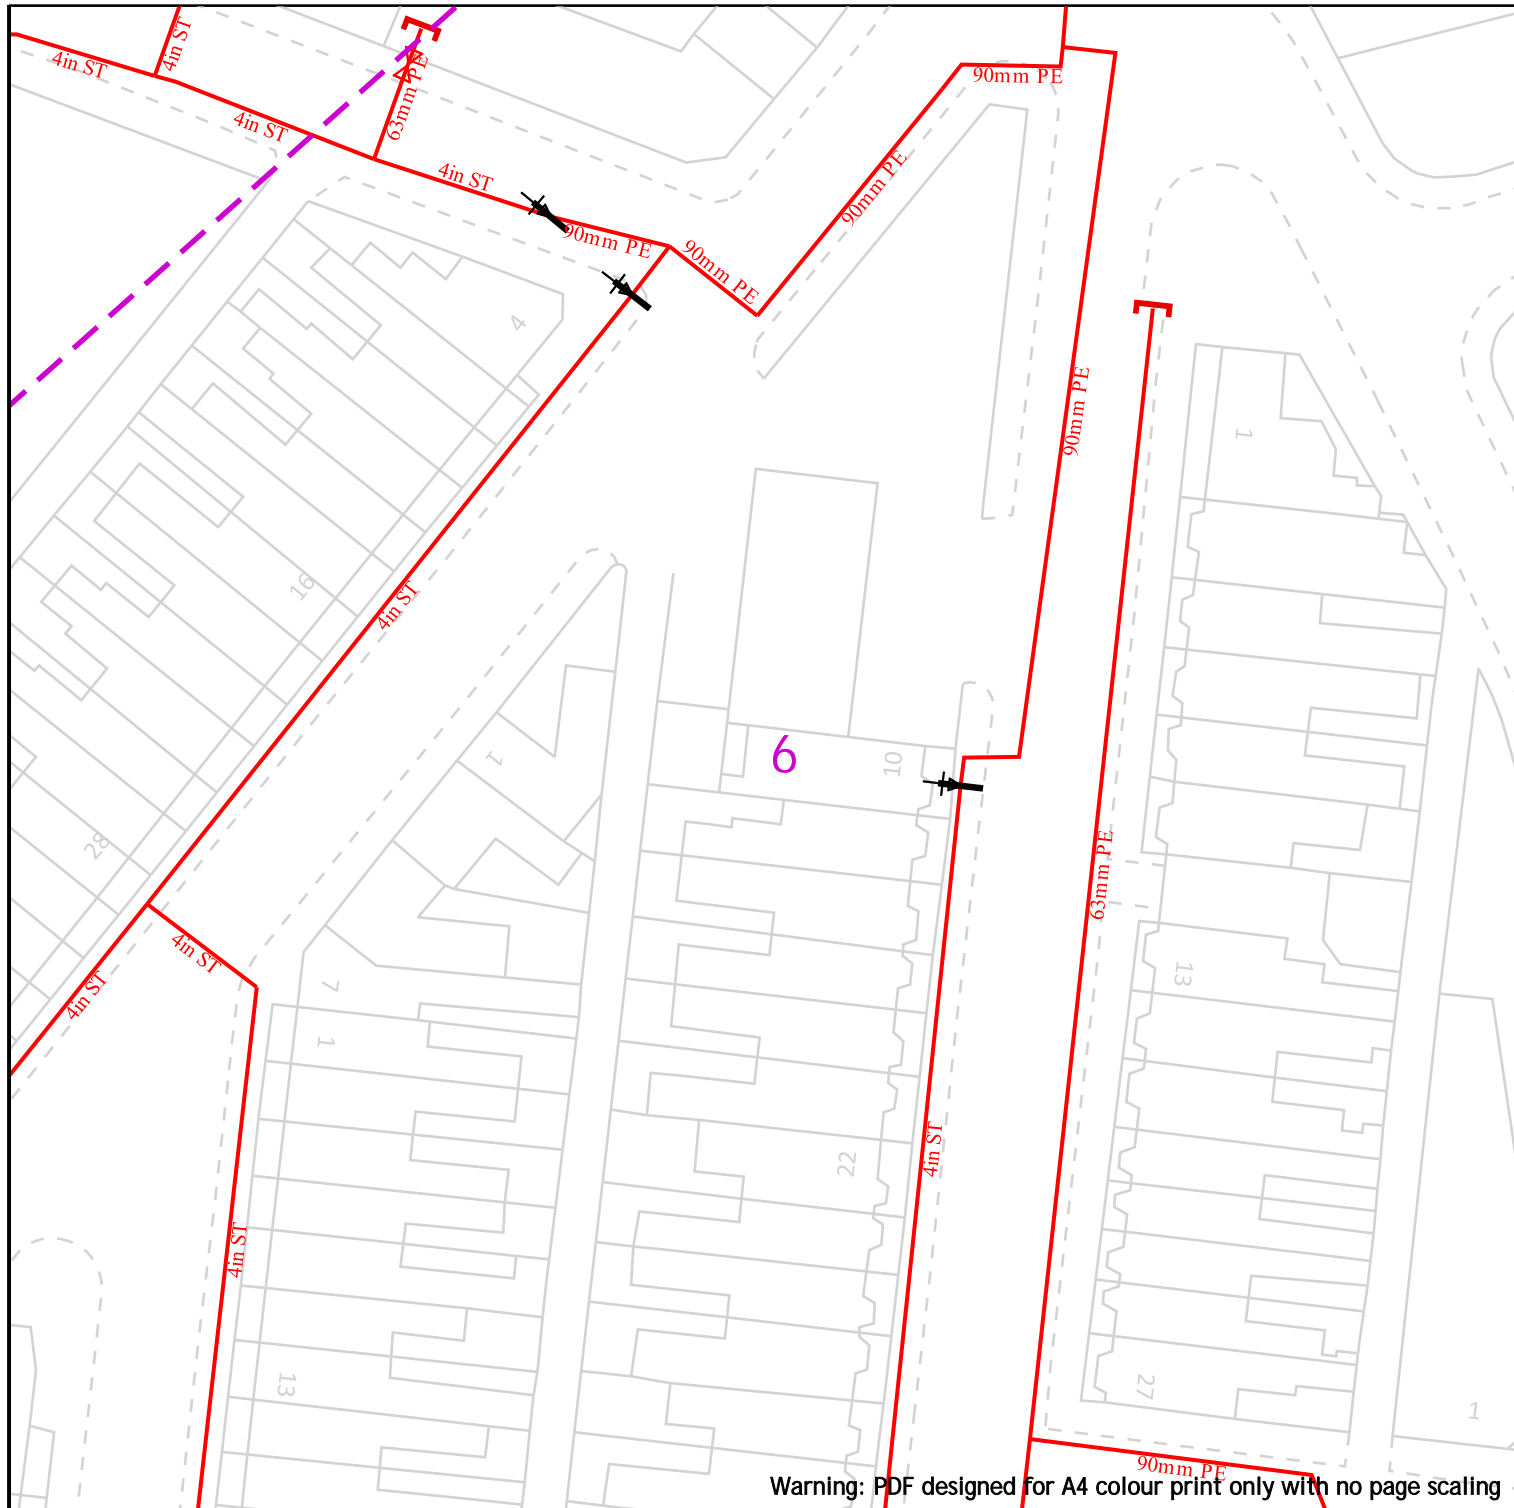 4in ST
4in ST
63mm PE
90mm PE
4in ST
4in ST
90mm PE
90mm PE
90mm PE
4
90mm PE
1
16
4in ST
6
10
1
28
63mm PE
4in ST
13
7
4in ST
1
4in ST
22
4in ST
13
27
1
90mm PE
Warning: PDF designed for A4 colour print only with no page scaling